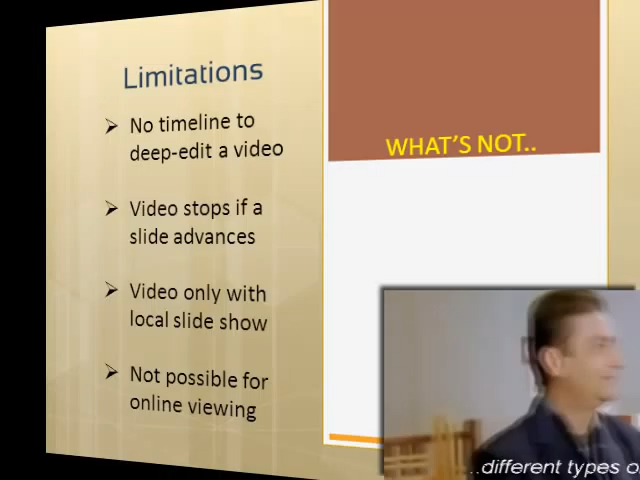 Limitations
No timeline to
deep-edit a video
Video stops if a
slide advances
Video only with
local slide show
Not possible for
online viewing
WHAT'S NOT..
...different types o